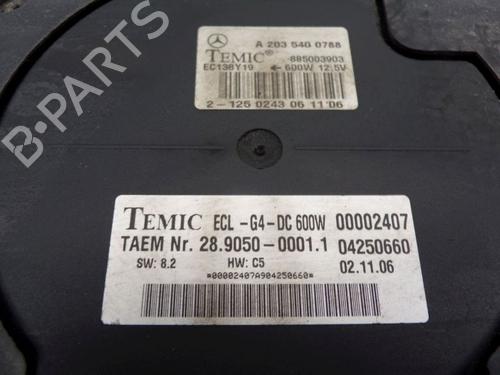 A 203 540 0788
TEMIC 885003903
EC138Y19 ← 600W 12,5V
2-125 0243 06 11 06
TEMIC ECL -G4-DC 600W 00002407
TAEM Nr. 28.9050-0001.1 04250660
SW: 8.2 HW: C5 02.11.06
*00002407A904250660*
B-PARTS